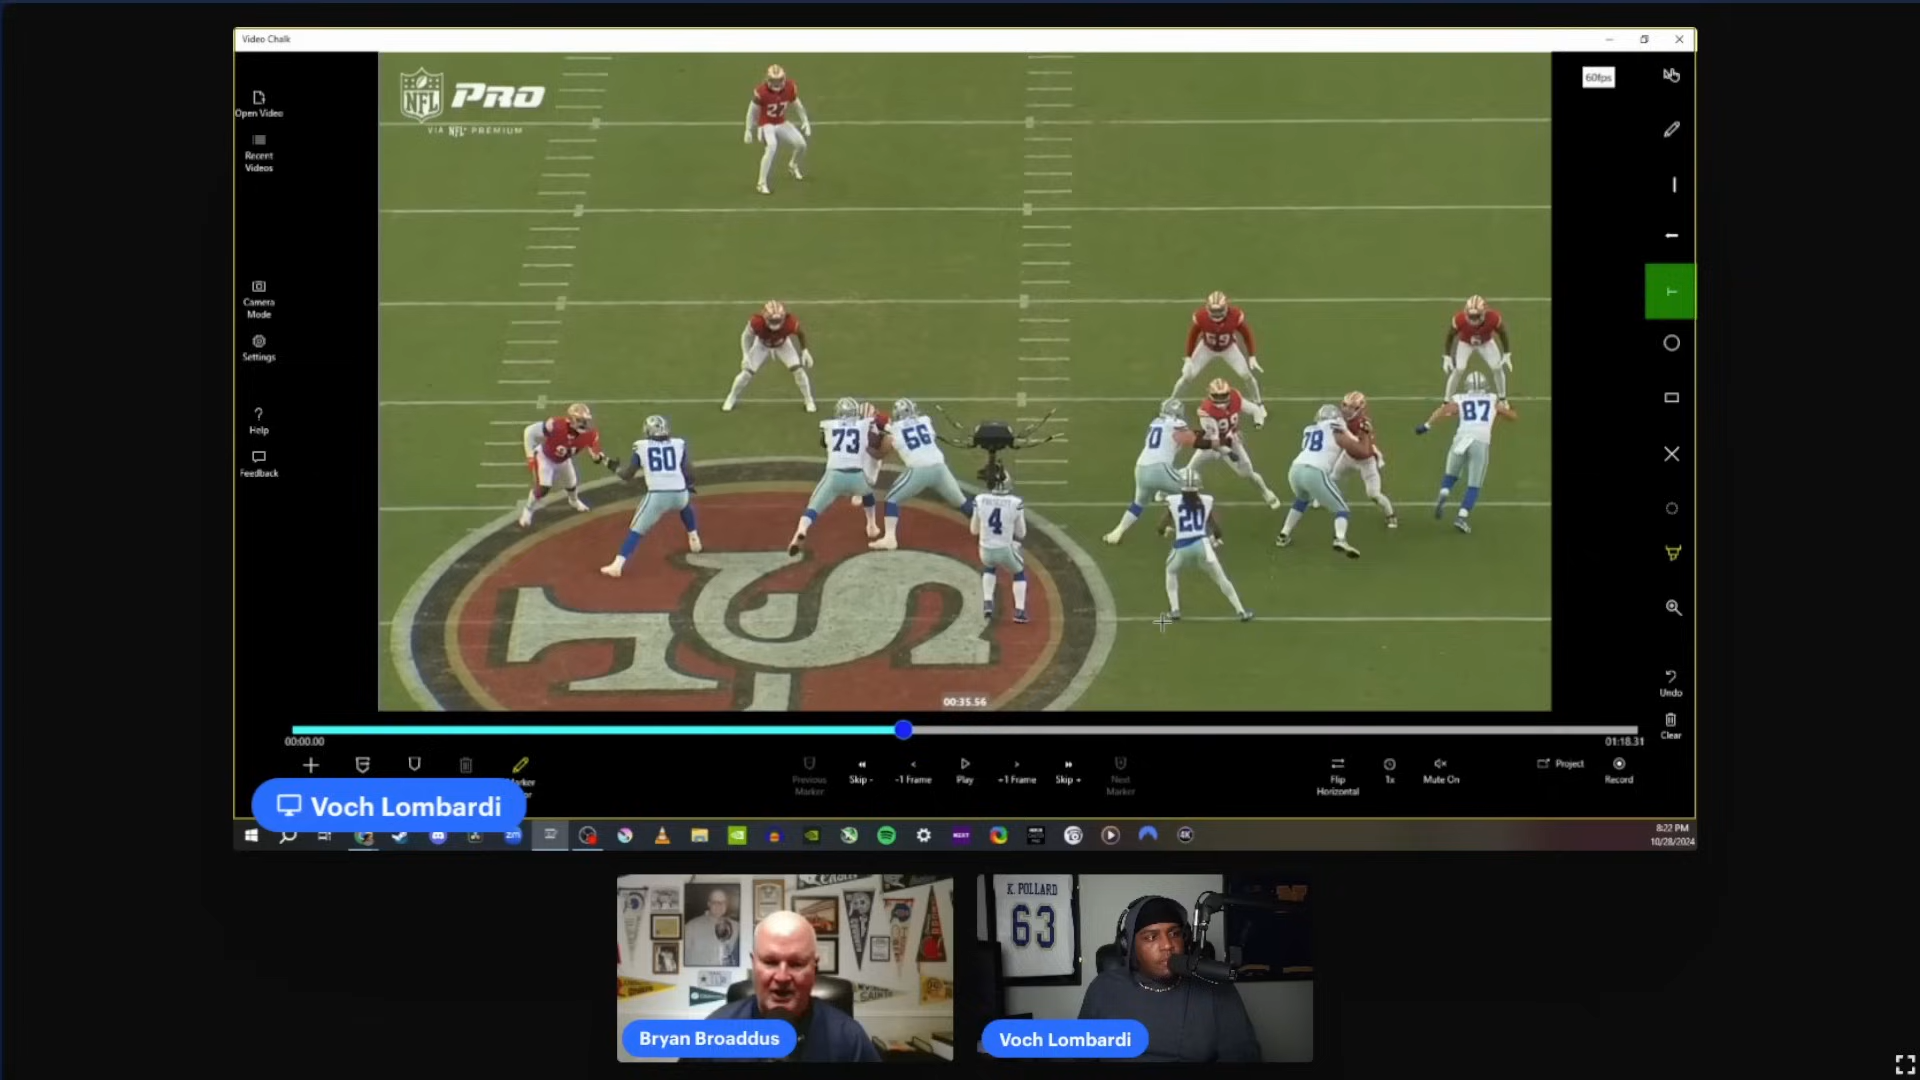 Video Chalk
NFL PRO
VIA NFL+ PREMIUM
60fps
Open Video
Recent
Videos
Camera
Mode
Settings
?
Help
Feedback
27
59
87
73
56
60
78
4
20
00:35.56
00:00.00
01:18.31
Undo
Clear
Previous
Marker
Skip -
-1 Frame
Play
+1 Frame
Skip +
Next
Marker
Flip
Horizontal
1x
Mute On
Project
Record
Voch Lombardi
8:22 PM
10/28/2024
K. POLLARD
63
Bryan Broaddus
Voch Lombardi